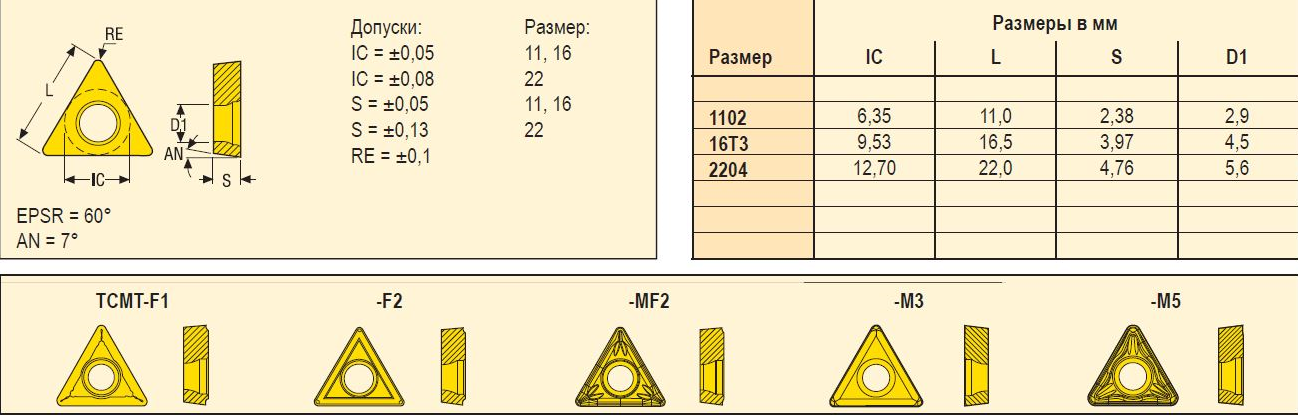 RE
L
D1
AN
IC
S
EPSR = 60°
AN = 7°
Допуски: Размер:
IC = ±0,05 11, 16
IC = ±0,08 22
S = ±0,05 11, 16
S = ±0,13 22
RE = ±0,1
Размеры в мм
Размер IC L S D1
1102 6,35 11,0 2,38 2,9
16T3 9,53 16,5 3,97 4,5
2204 12,70 22,0 4,76 5,6
TCMT-F1 -F2 -MF2 -M3 -M5